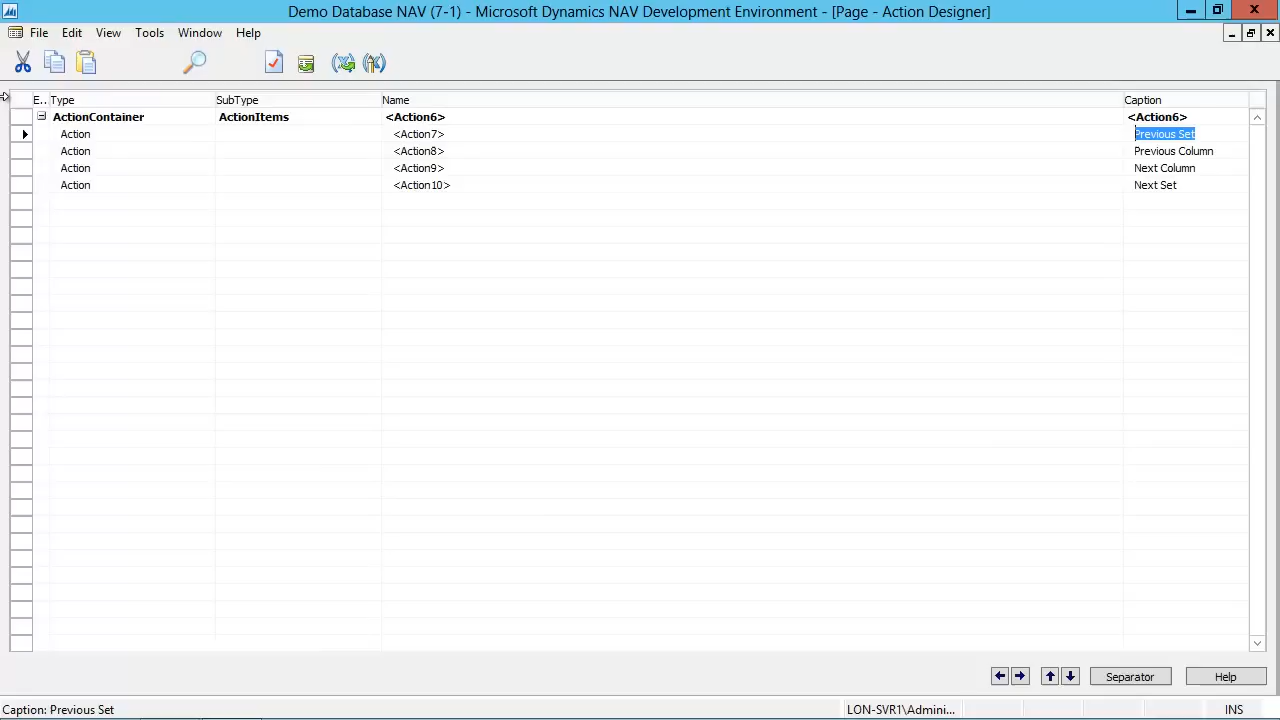 Demo Database NAV (7-1) - Microsoft Dynamics NAV Development Environment - [Page - Action Designer]
File Edit View Tools Window Help
E.. Type SubType Name Caption
ActionContainer ActionItems <Action6> <Action6>
Action <Action7> Previous Set
Action <Action8> Previous Column
Action <Action9> Next Column
Action <Action10> Next Set
Separator Help
Caption: Previous Set LON-SVR1\Admini... INS